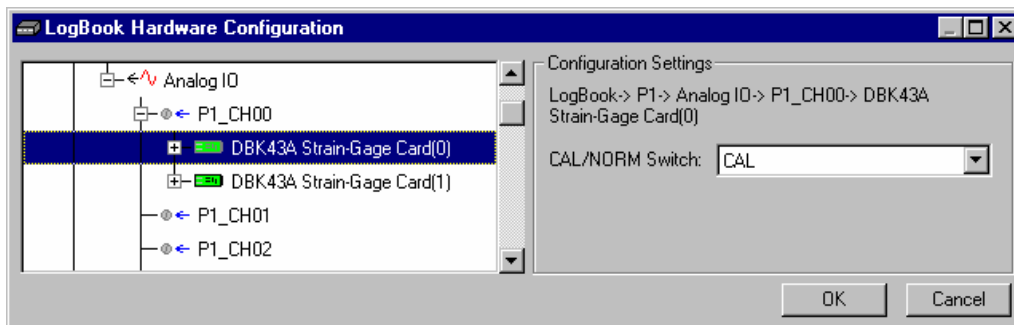 LogBook Hardware Configuration
Analog IO
P1_CH00
DBK43A Strain-Gage Card(0)
DBK43A Strain-Gage Card(1)
P1_CH01
P1_CH02
Configuration Settings
LogBook-> P1-> Analog IO-> P1_CH00-> DBK43A
Strain-Gage Card(0)
CAL/NORM Switch: CAL
OK Cancel